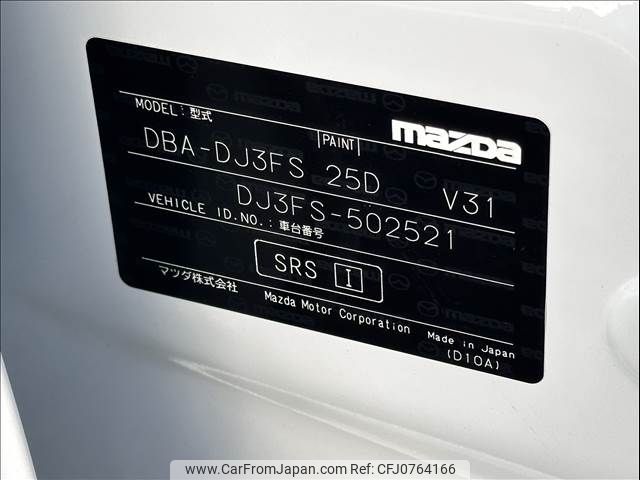 mazda
MODEL:型式
PAINT
DBA-DJ3FS 25D V31
DJ3FS-502521
VEHICLE ID.NO.:車台番号
SRS I
マツダ株式会社 Mazda Motor Corporation Made in Japan
(D10A)
www.CarFromJapan.com | Ref No. CFJ0764166